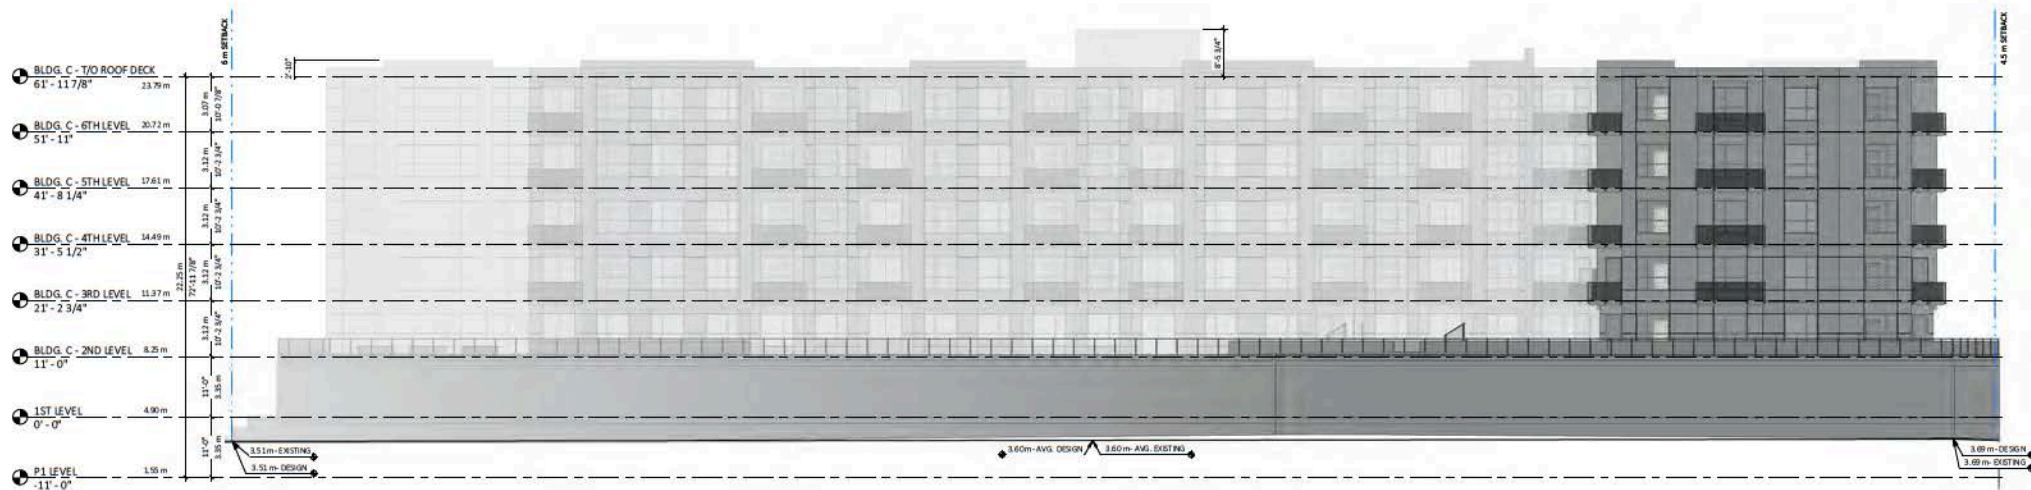 6 m SETBACK
4.5 m SETBACK
2'-10"
8'-5 3/4"
BLDG. C - T/O ROOF DECK
61' - 11 7/8"
23.79 m
3.07 m
10'-0 7/8"
BLDG. C - 6TH LEVEL
20.72 m
51' - 11"
3.12 m
10'-2 3/4"
BLDG. C - 5TH LEVEL
17.61 m
41' - 8 1/4"
3.12 m
10'-2 3/4"
BLDG. C - 4TH LEVEL
14.49 m
31' - 5 1/2"
22.25 m
72'-11 7/8"
3.12 m
10'-2 3/4"
BLDG. C - 3RD LEVEL
11.37 m
21' - 2 3/4"
3.12 m
10'-2 3/4"
BLDG. C - 2ND LEVEL
8.25 m
11' - 0"
11'-0"
3.35 m
1ST LEVEL
4.90 m
0' - 0"
11'-0"
3.35 m
P1 LEVEL
1.55 m
-11' - 0"
3.51 m- EXISTING
3.51 m- DESIGN
3.60 m- AVG. DESIGN
3.60 m- AVG. EXISTING
3.69 m- DESIGN
3.69 m- EXISTING